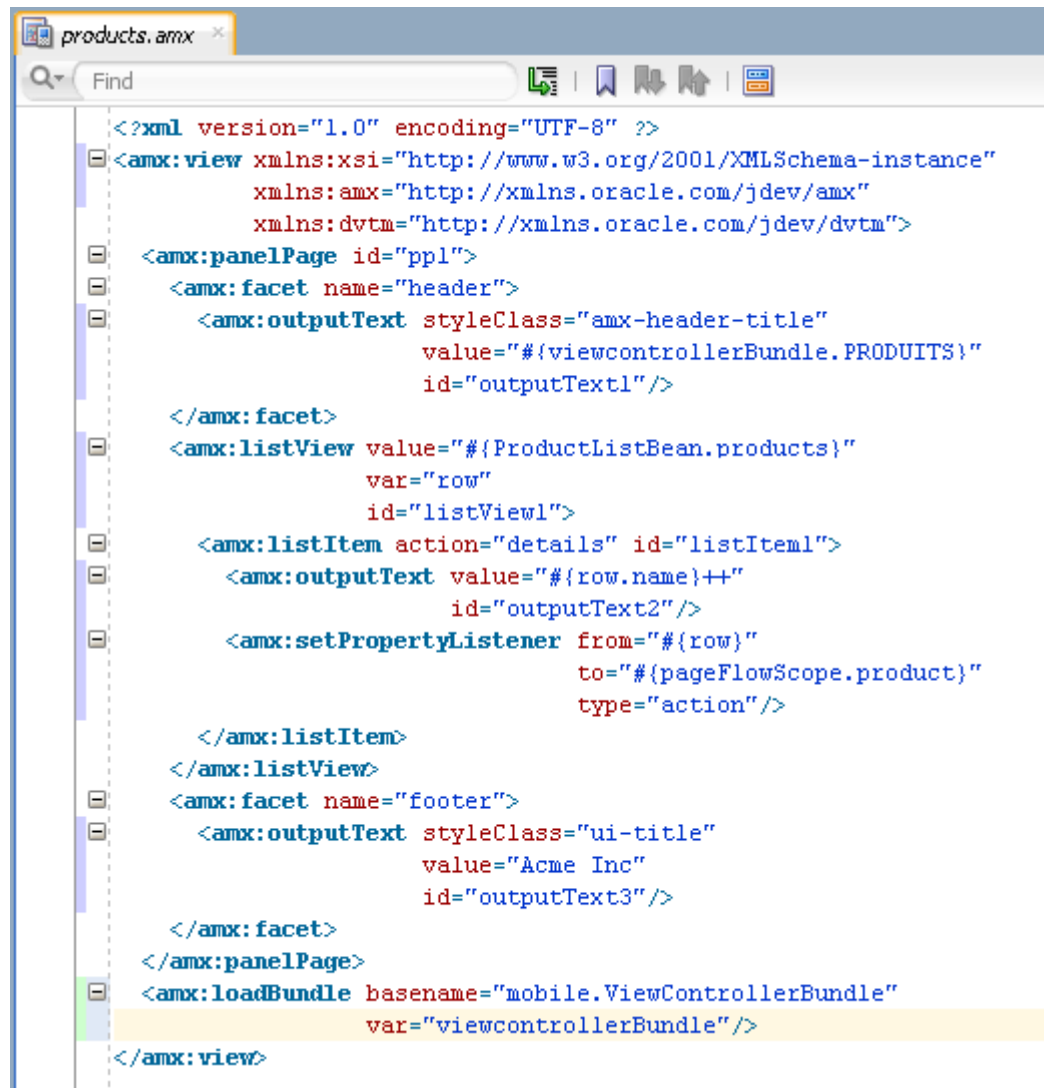 products.amx
Find
<?xml version="1.0" encoding="UTF-8" ?>
<amx:view xmlns:xsi="http://www.w3.org/2001/XMLSchema-instance"
xmlns:amx="http://xmlns.oracle.com/jdev/amx"
xmlns:dvtm="http://xmlns.oracle.com/jdev/dvtm">
<amx:panelPage id="pp1">
<amx:facet name="header">
<amx:outputText styleClass="amx-header-title"
value="#{viewcontrollerBundle.PRODUITS}"
id="outputText1"/>
</amx:facet>
<amx:listView value="#{ProductListBean.products}"
var="row"
id="listView1">
<amx:listItem action="details" id="listItem1">
<amx:outputText value="#{row.name}++"
id="outputText2"/>
<amx:setPropertyListener from="#{row}"
to="#{pageFlowScope.product}"
type="action"/>
</amx:listItem>
</amx:listView>
<amx:facet name="footer">
<amx:outputText styleClass="ui-title"
value="Acme Inc"
id="outputText3"/>
</amx:facet>
</amx:panelPage>
<amx:loadBundle basename="mobile.ViewControllerBundle"
var="viewcontrollerBundle"/>
</amx:view>